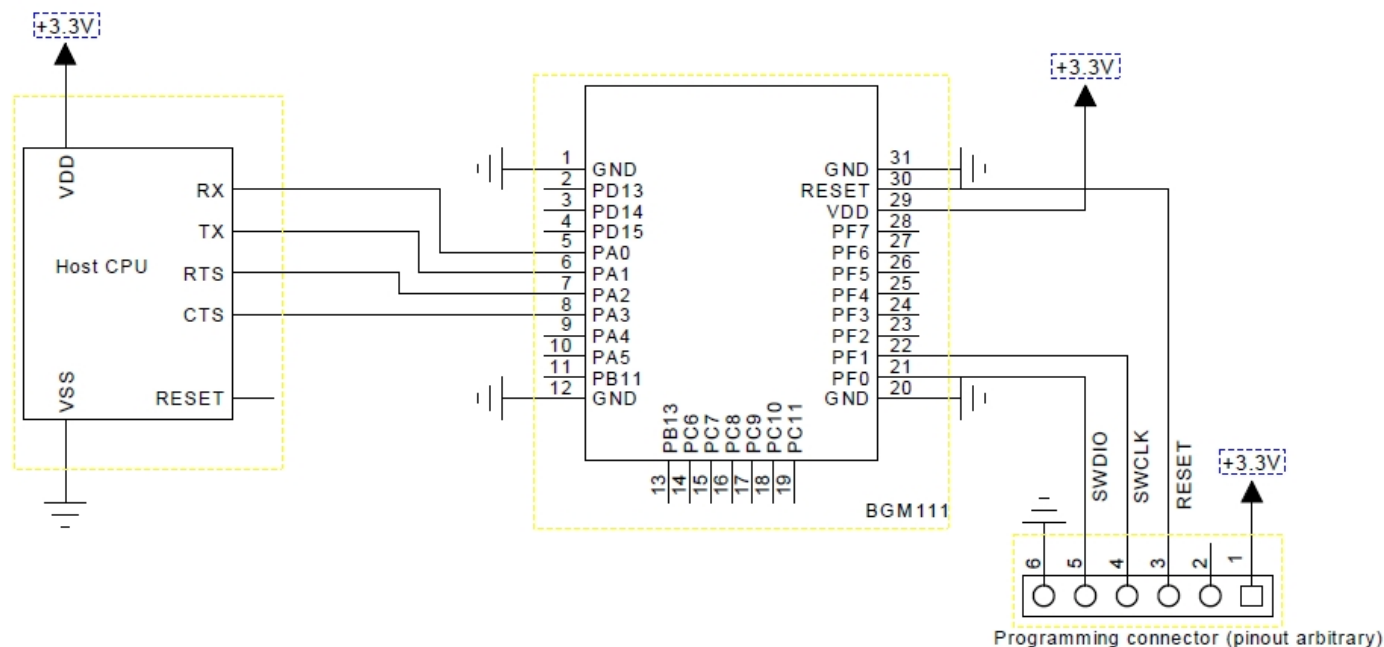 +3.3V
VDD
RX
TX
Host CPU
RTS
CTS
VSS
RESET
1 GND
2 PD13
3 PD14
4 PD15
5 PA0
6 PA1
7 PA2
8 PA3
9 PA4
10 PA5
11 PB11
12 GND
PB13 PC6 PC7 PC8 PC9 PC10 PC11
13 14 15 16 17 18 19
GND 31
RESET 30
VDD 29
PF7 28
PF6 27
PF5 26
PF4 25
PF3 24
PF2 23
PF1 22
PF0 21
GND 20
BGM111
+3.3V
SWDIO
SWCLK
RESET
+3.3V
6 5 4 3 2 1
Programming connector (pinout arbitrary)